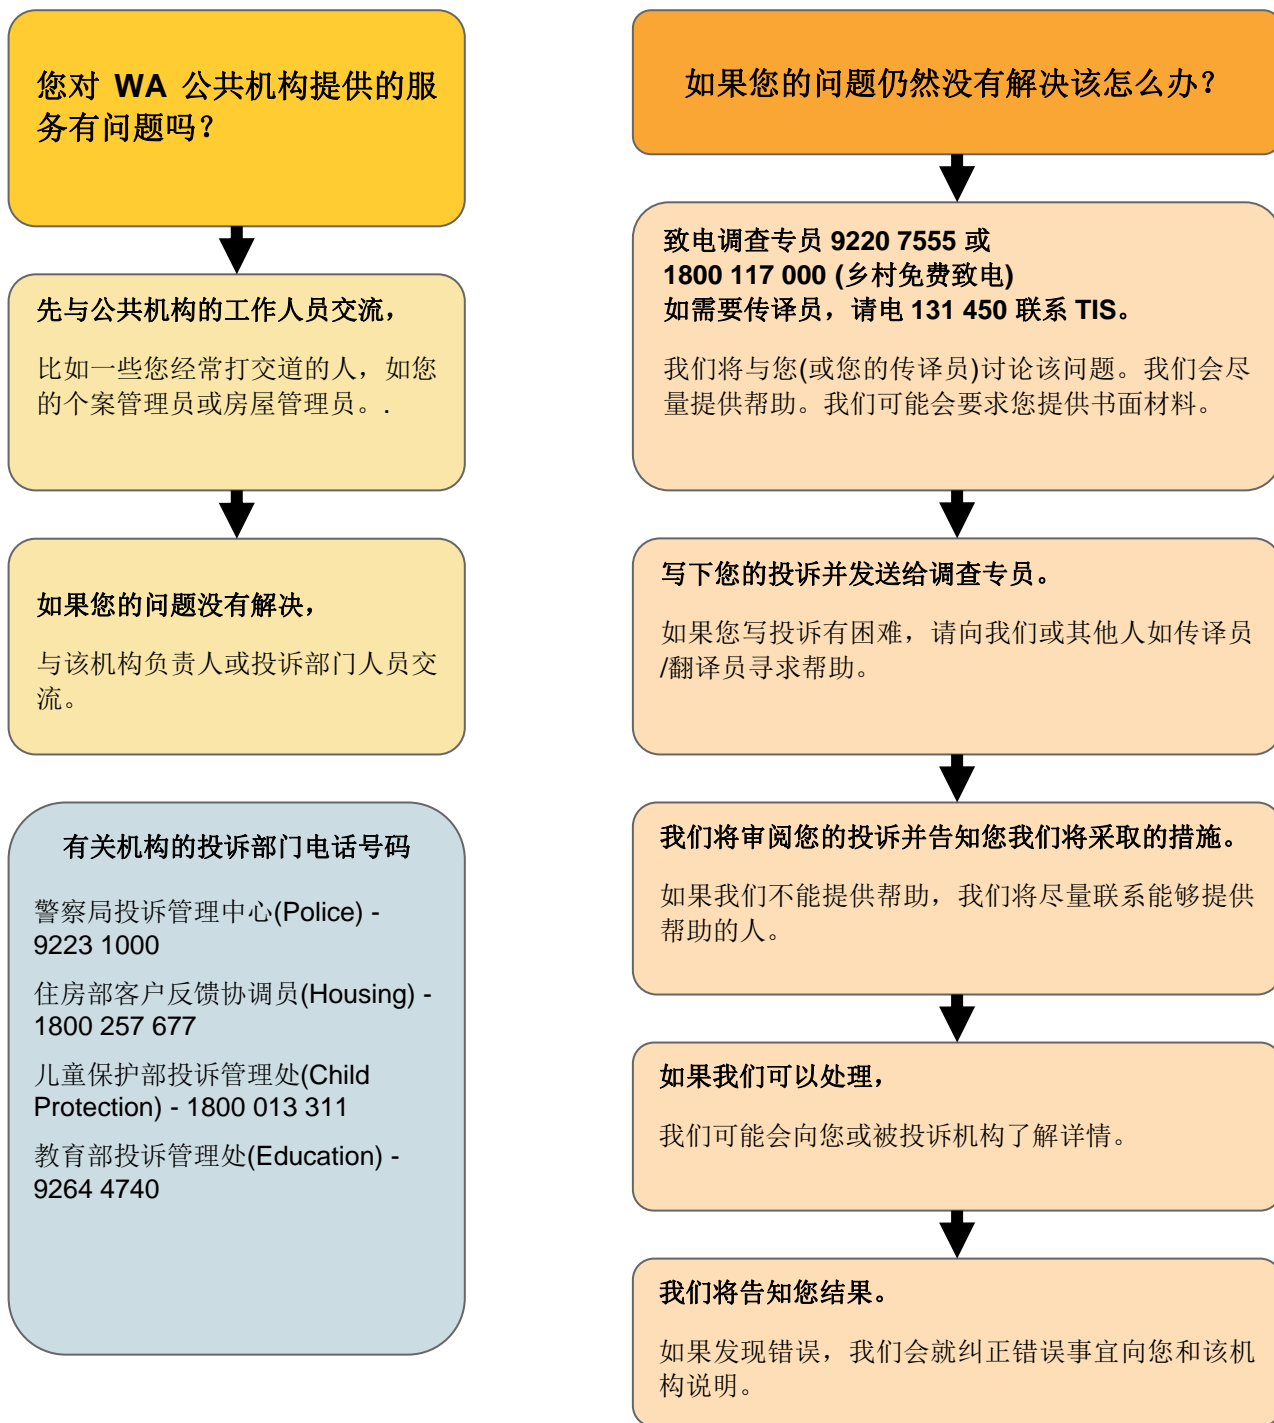 您对 WA 公共机构提供的服
务有问题吗？
先与公共机构的工作人员交流，
比如一些您经常打交道的人，如您
的个案管理员或房屋管理员。.
如果您的问题没有解决，
与该机构负责人或投诉部门人员交
流。
有关机构的投诉部门电话号码
警察局投诉管理中心(Police) -
9223 1000
住房部客户反馈协调员(Housing) -
1800 257 677
儿童保护部投诉管理处(Child
Protection) - 1800 013 311
教育部投诉管理处(Education) -
9264 4740
如果您的问题仍然没有解决该怎么办？
致电调查专员 9220 7555 或
1800 117 000 (乡村免费致电)
如需要传译员，请电 131 450 联系 TIS。
我们将与您(或您的传译员)讨论该问题。我们会尽
量提供帮助。我们可能会要求您提供书面材料。
写下您的投诉并发送给调查专员。
如果您写投诉有困难，请向我们或其他人如传译员
/翻译员寻求帮助。
我们将审阅您的投诉并告知您我们将采取的措施。
如果我们不能提供帮助，我们将尽量联系能够提供
帮助的人。
如果我们可以处理，
我们可能会向您或被投诉机构了解详情。
我们将告知您结果。
如果发现错误，我们会就纠正错误事宜向您和该机
构说明。